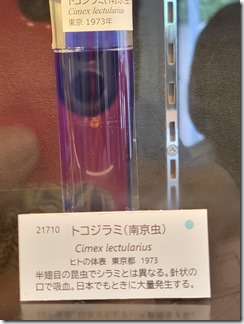 トコジラミ(南京虫
Cimex lectularius
東京 1973年
21710 トコジラミ(南京虫)
Cimex lectularius
ヒトの体表 東京都 1973
半翅目の昆虫でシラミとは異なる。針状の
口で吸血。日本でもときに大量発生する。